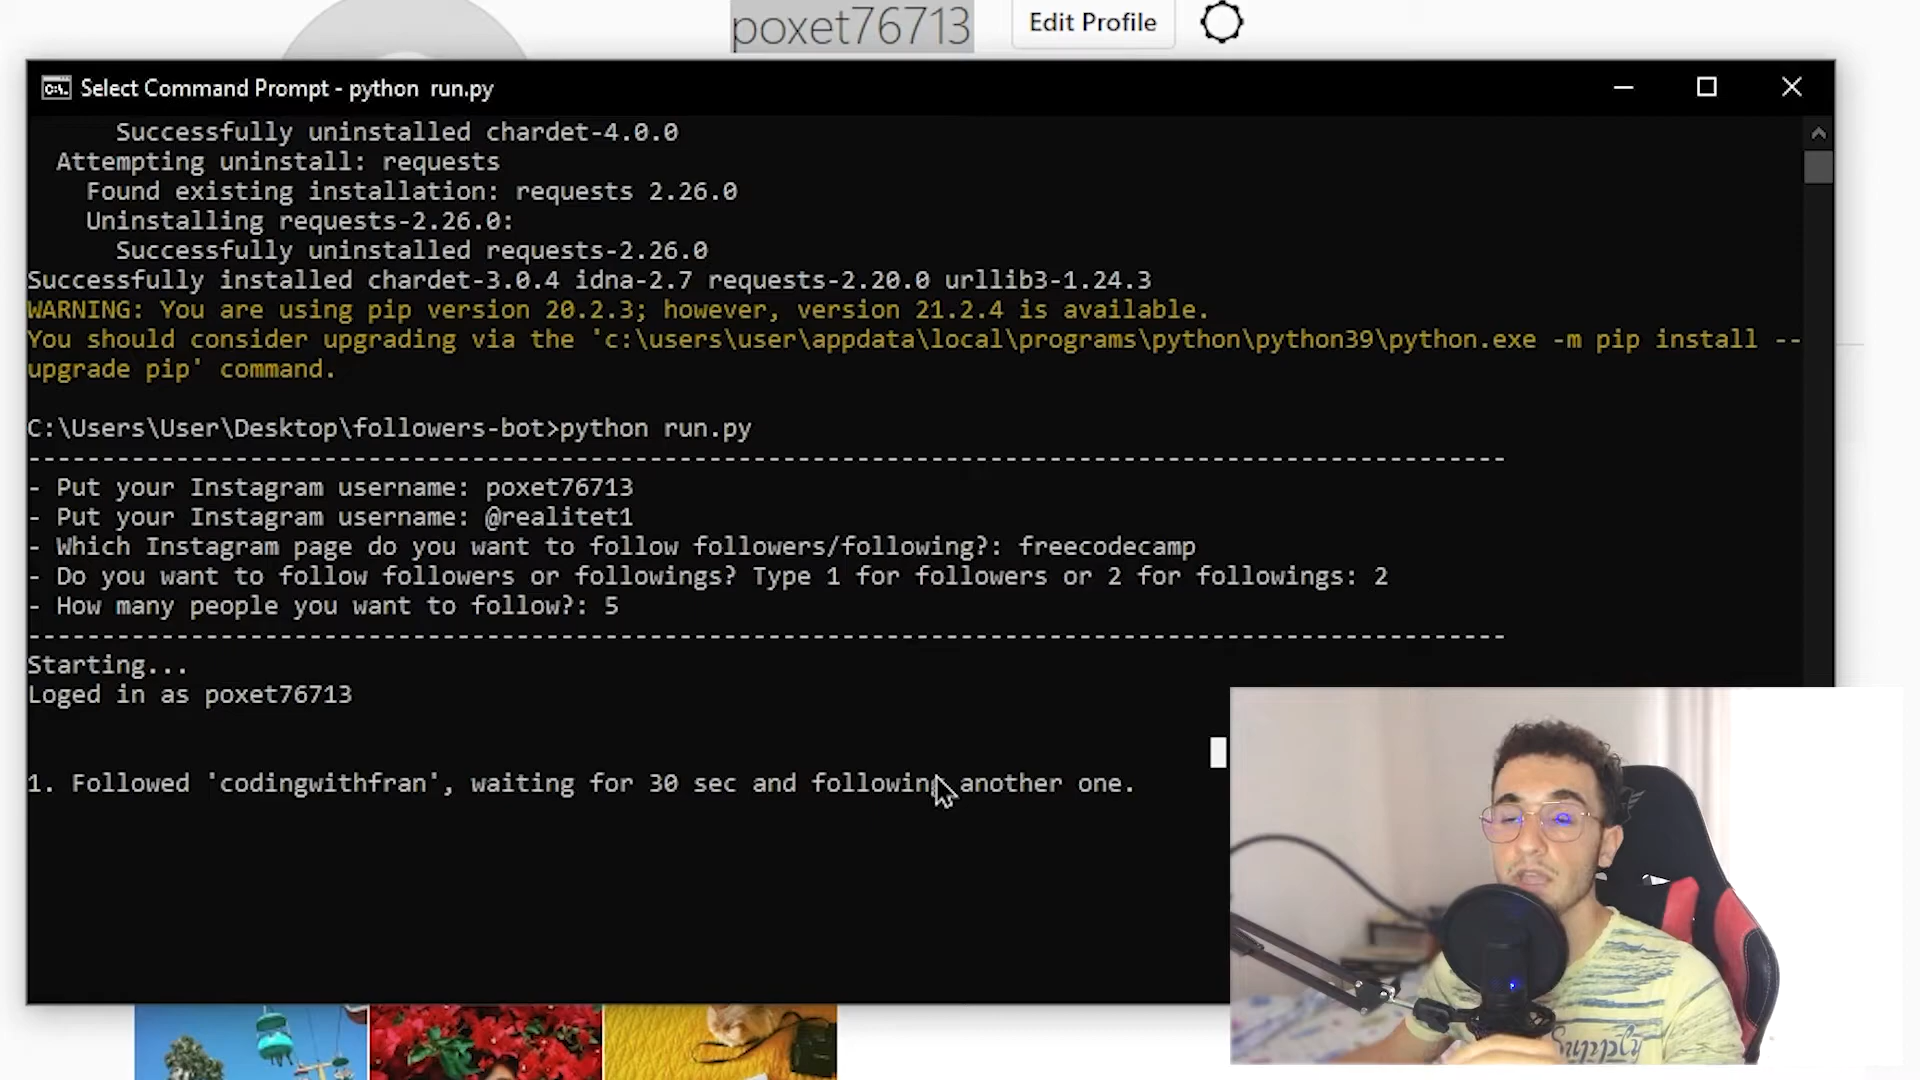 poxet76713 Edit Profile
Select Command Prompt - python run.py
Successfully uninstalled chardet-4.0.0
Attempting uninstall: requests
Found existing installation: requests 2.26.0
Uninstalling requests-2.26.0:
Successfully uninstalled requests-2.26.0
Successfully installed chardet-3.0.4 idna-2.7 requests-2.20.0 urllib3-1.24.3
WARNING: You are using pip version 20.2.3; however, version 21.2.4 is available.
You should consider upgrading via the 'c:\users\user\appdata\local\programs\python\python39\python.exe -m pip install --
upgrade pip' command.
C:\Users\User\Desktop\followers-bot>python run.py
----------------------------------------------------------------------------------------------------
- Put your Instagram username: poxet76713
- Put your Instagram username: @realitet1
- Which Instagram page do you want to follow followers/following?: freecodecamp
- Do you want to follow followers or followings? Type 1 for followers or 2 for followings: 2
- How many people you want to follow?: 5
----------------------------------------------------------------------------------------------------
Starting...
Loged in as poxet76713
1. Followed 'codingwithfran', waiting for 30 sec and following another one.
Supply